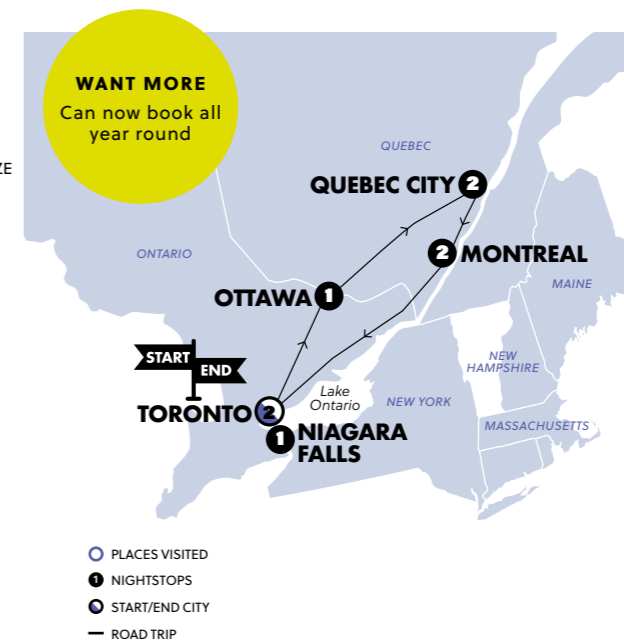 WANT MORE
Can now book all
year round
ZE
QUEBEC
QUEBEC CITY 2
ONTARIO
2 MONTREAL
MAINE
OTTAWA 1
START
END
NEW
HAMPSHIRE
Lake
Ontario
NEW YORK
TORONTO 2
MASSACHUSETTS
1 NIAGARA
FALLS
PLACES VISITED
1 NIGHTSTOPS
START/END CITY
ROAD TRIP